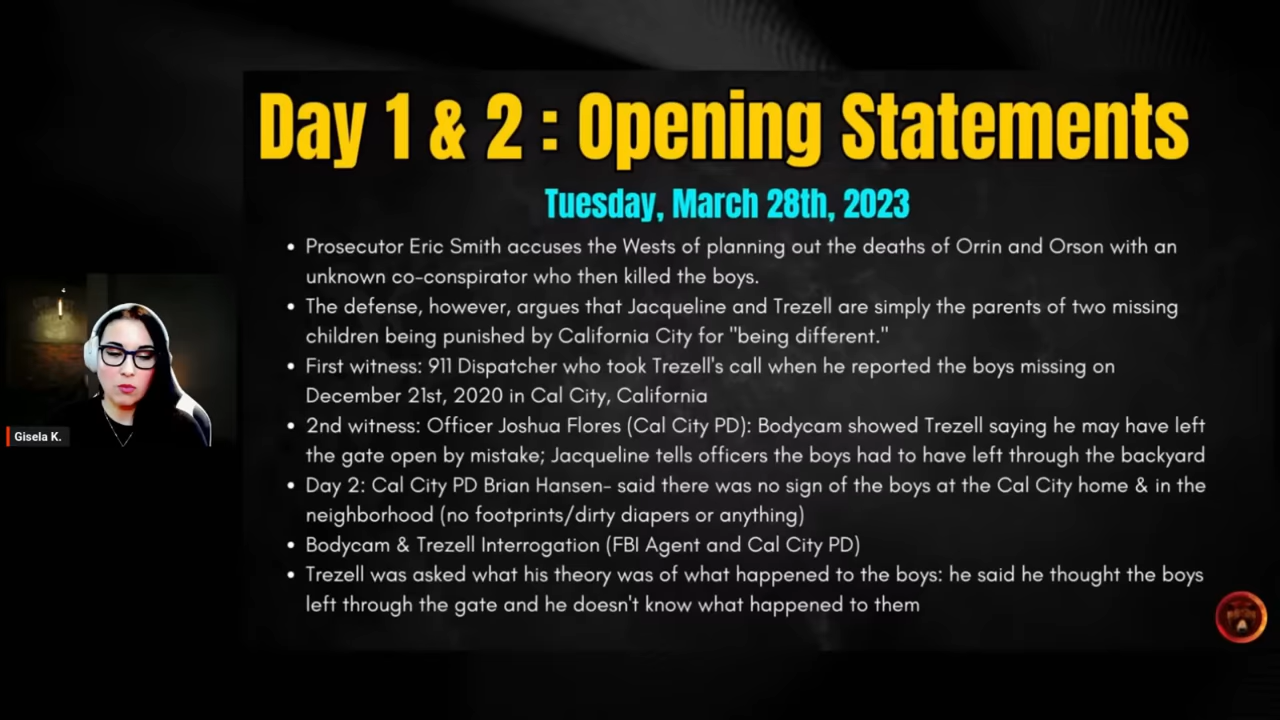 Day 1 & 2 : Opening Statements
Tuesday, March 28th, 2023
• Prosecutor Eric Smith accuses the Wests of planning out the deaths of Orrin and Orson with an
unknown co-conspirator who then killed the boys.
• The defense, however, argues that Jacqueline and Trezell are simply the parents of two missing
children being punished by California City for "being different."
• First witness: 911 Dispatcher who took Trezell's call when he reported the boys missing on
December 21st, 2020 in Cal City, California
• 2nd witness: Officer Joshua Flores (Cal City PD): Bodycam showed Trezell saying he may have left
the gate open by mistake; Jacqueline tells officers the boys had to have left through the backyard
• Day 2: Cal City PD Brian Hansen- said there was no sign of the boys at the Cal City home & in the
neighborhood (no footprints/dirty diapers or anything)
• Bodycam & Trezell Interrogation (FBI Agent and Cal City PD)
• Trezell was asked what his theory was of what happened to the boys: he said he thought the boys
left through the gate and he doesn't know what happened to them
Gisela K.